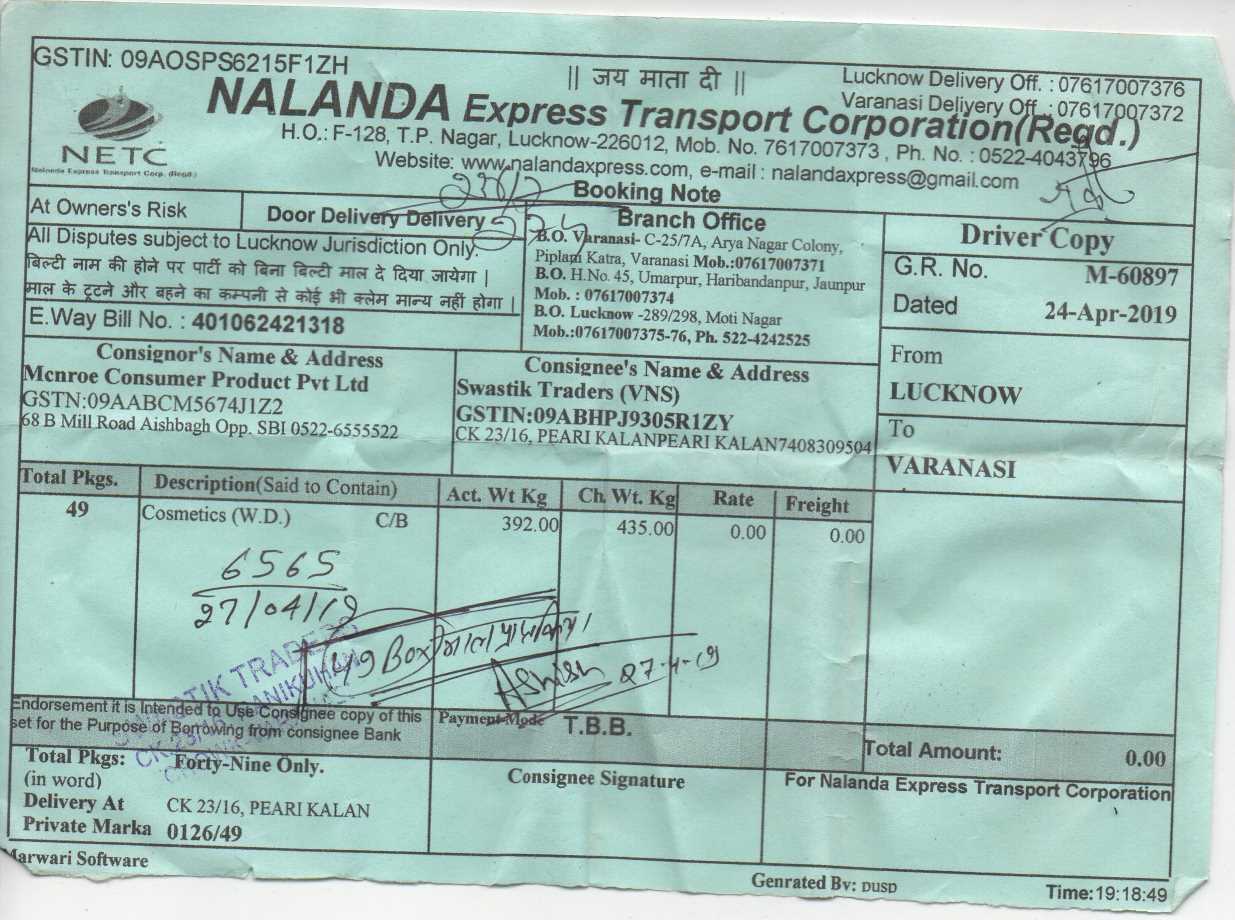 GSTIN: 09AOSPS6215F1ZH
|| जय माता दी ||
Lucknow Delivery Off. : 07617007376
Varanasi Deliyery Off. : 07617007372
NALANDA Express Transport Corporation(Regd.)
NETC
Nalanda Express Transport Corp. (Regd.)
H.O.: F-128, T.P. Nagar, Lucknow-226012, Mob. No. 7617007373 , Ph. No. : 0522-4043796
Website: www.nalandaxpress.com, e-mail : nalandaxpress@gmail.com
Booking Note
At Owners's Risk
Door Delivery Delivery
All Disputes subject to Lucknow Jurisdiction Only.
बिल्टी नाम की होने पर पार्टी को बिना बिल्टी माल दे दिया जायेगा |
माल के टूटने और बहने का कम्पनी से कोई भी क्लेम मान्य नहीं होगा |
E.Way Bill No. : 401062421318
Branch Office
B.O. Varanasi- C-25/7A, Arya Nagar Colony,
Piplani Katra, Varanasi Mob.:07617007371
B.O. H.No. 45, Umarpur, Haribandanpur, Jaunpur
Mob. : 07617007374
B.O. Lucknow -289/298, Moti Nagar
Mob.:07617007375-76, Ph. 522-4242525
Driver Copy
G.R. No. M-60897
Dated 24-Apr-2019
From
LUCKNOW
To
VARANASI
Consignor's Name & Address
Mcnroe Consumer Product Pvt Ltd
GSTN:09AABCM5674J1Z2
68 B Mill Road Aishbagh Opp. SBI 0522-6555522
Consignee's Name & Address
Swastik Traders (VNS)
GSTIN:09ABHPJ9305R1ZY
CK 23/16, PEARI KALANPEARI KALAN7408309504
Total Pkgs. Description(Said to Contain) Act. Wt Kg Ch. Wt. Kg Rate Freight
49 Cosmetics (W.D.) C/B 392.00 435.00 0.00 0.00
6565
27/04/19
49 Box माल प्राप्त किया।
Ashish 27-4-19
SWASTIK TRADERS
Endorsement it is Intended to Use Consignee copy of this
set for the Purpose of Borrowing from consignee Bank
Payment Mode T.B.B.
Total Amount: 0.00
Total Pkgs: Forty-Nine Only.
(in word)
Delivery At CK 23/16, PEARI KALAN
Private Marka 0126/49
Consignee Signature
For Nalanda Express Transport Corporation
Marwari Software
Genrated By: DUSD
Time:19:18:49